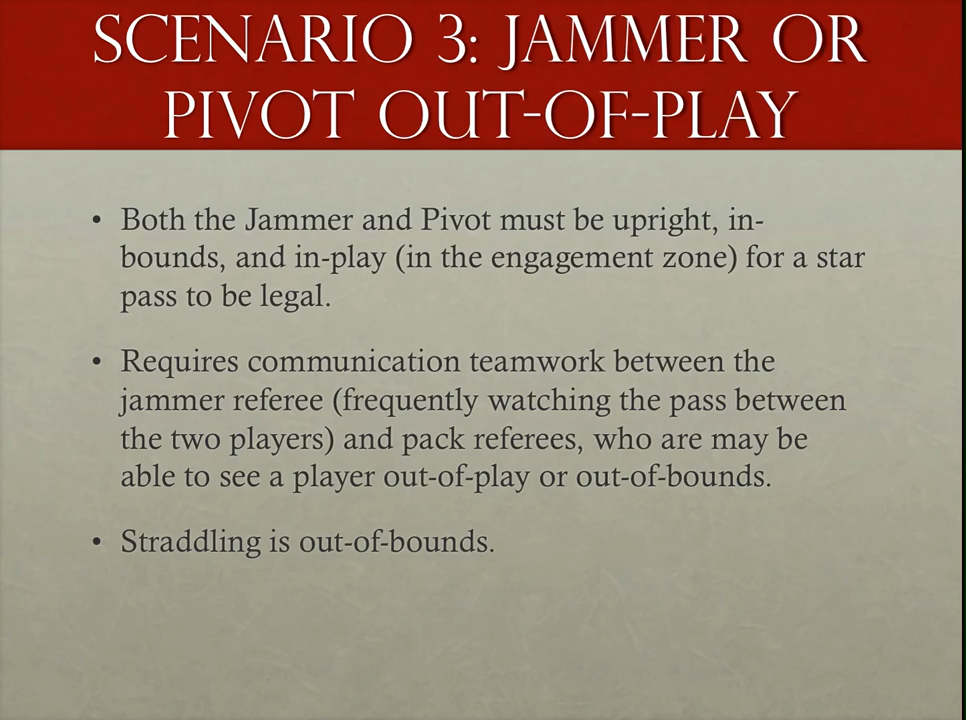 SCENARIO 3: JAMMER OR
PIVOT OUT-OF-PLAY
• Both the Jammer and Pivot must be upright, in-
bounds, and in-play (in the engagement zone) for a star
pass to be legal.
• Requires communication teamwork between the
jammer referee (frequently watching the pass between
the two players) and pack referees, who are may be
able to see a player out-of-play or out-of-bounds.
• Straddling is out-of-bounds.